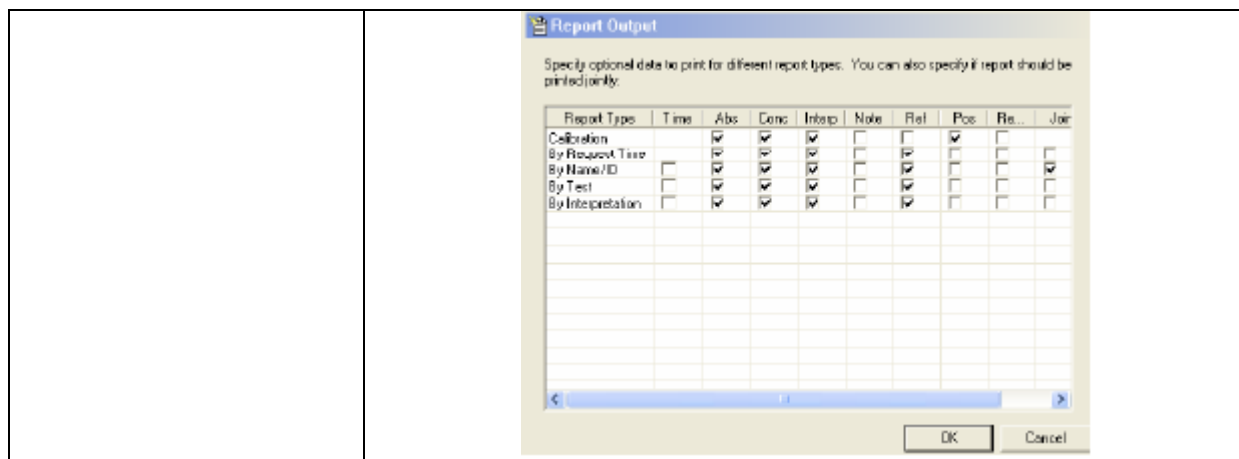 Report Output
Specify optional data to print for different report types. You can also specify if report should be
printed jointly:
Report Type Time Abs Conc Interp Note Ref Pos Re... Join
Calibration
By Request Time
By Name/ID
By Test
By Interpretation
OK Cancel